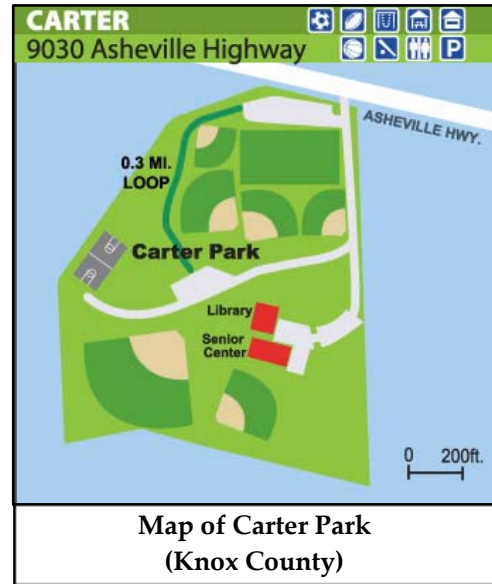 CARTER
9030 Asheville Highway
P
ASHEVILLE HWY.
0.3 MI.
LOOP
Carter Park
Library
Senior
Center
0 200ft.
Map of Carter Park
(Knox County)